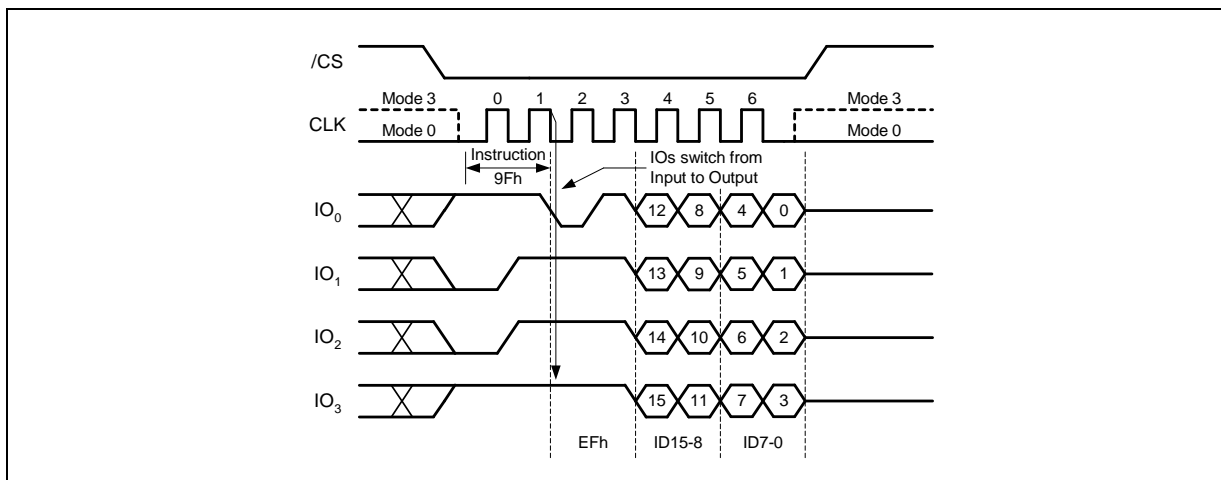 /CS
Mode 3 0 1 2 3 4 5 6 Mode 3
CLK
Mode 0 Mode 0
Instruction
9Fh
IOs switch from
Input to Output
IO0 12 8 4 0
IO1 13 9 5 1
IO2 14 10 6 2
IO3 15 11 7 3
EFh ID15-8 ID7-0